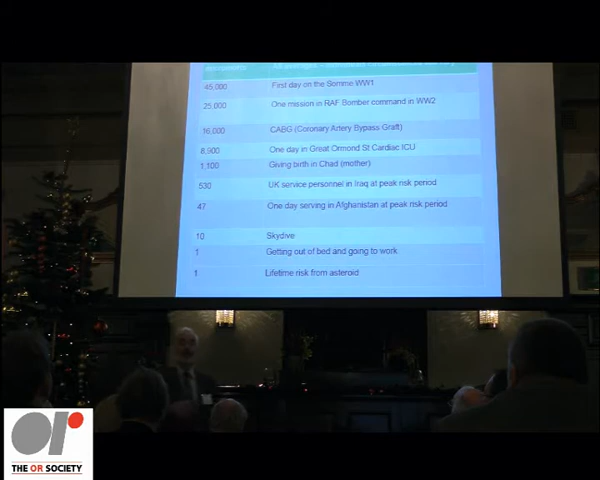 45,000 First day on the Somme WW1
25,000 One mission in RAF Bomber command in WW2
16,000 CABG (Coronary Artery Bypass Graft)
8,900 One day in Great Ormond St Cardiac ICU
1,100 Giving birth in Chad (mother)
530 UK service personnel in Iraq at peak risk period
47 One day serving in Afghanistan at peak risk period
10 Skydive
1 Getting out of bed and going to work
1 Lifetime risk from asteroid
or
THE OR SOCIETY